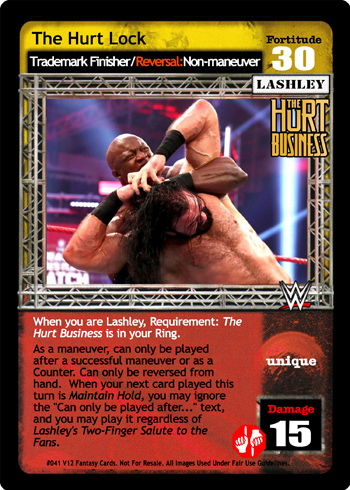 The Hurt Lock
Fortitude
30
Trademark Finisher/Reversal:Non-maneuver
LASHLEY
THE
HURT
BUSINESS
When you are Lashley, Requirement: The
Hurt Business is in your Ring.
As a maneuver, can only be played
after a successful maneuver or as a
Counter. Can only be reversed from
hand. When your next card played this
turn is Maintain Hold, you may ignore
the "Can only be played after..." text,
and you may play it regardless of
Lashley's Two-Finger Salute to the
Fans.
unique
Damage
15
#041 V12 Fantasy Cards. Not For Resale. All Images Used Under Fair Use Guidelines.